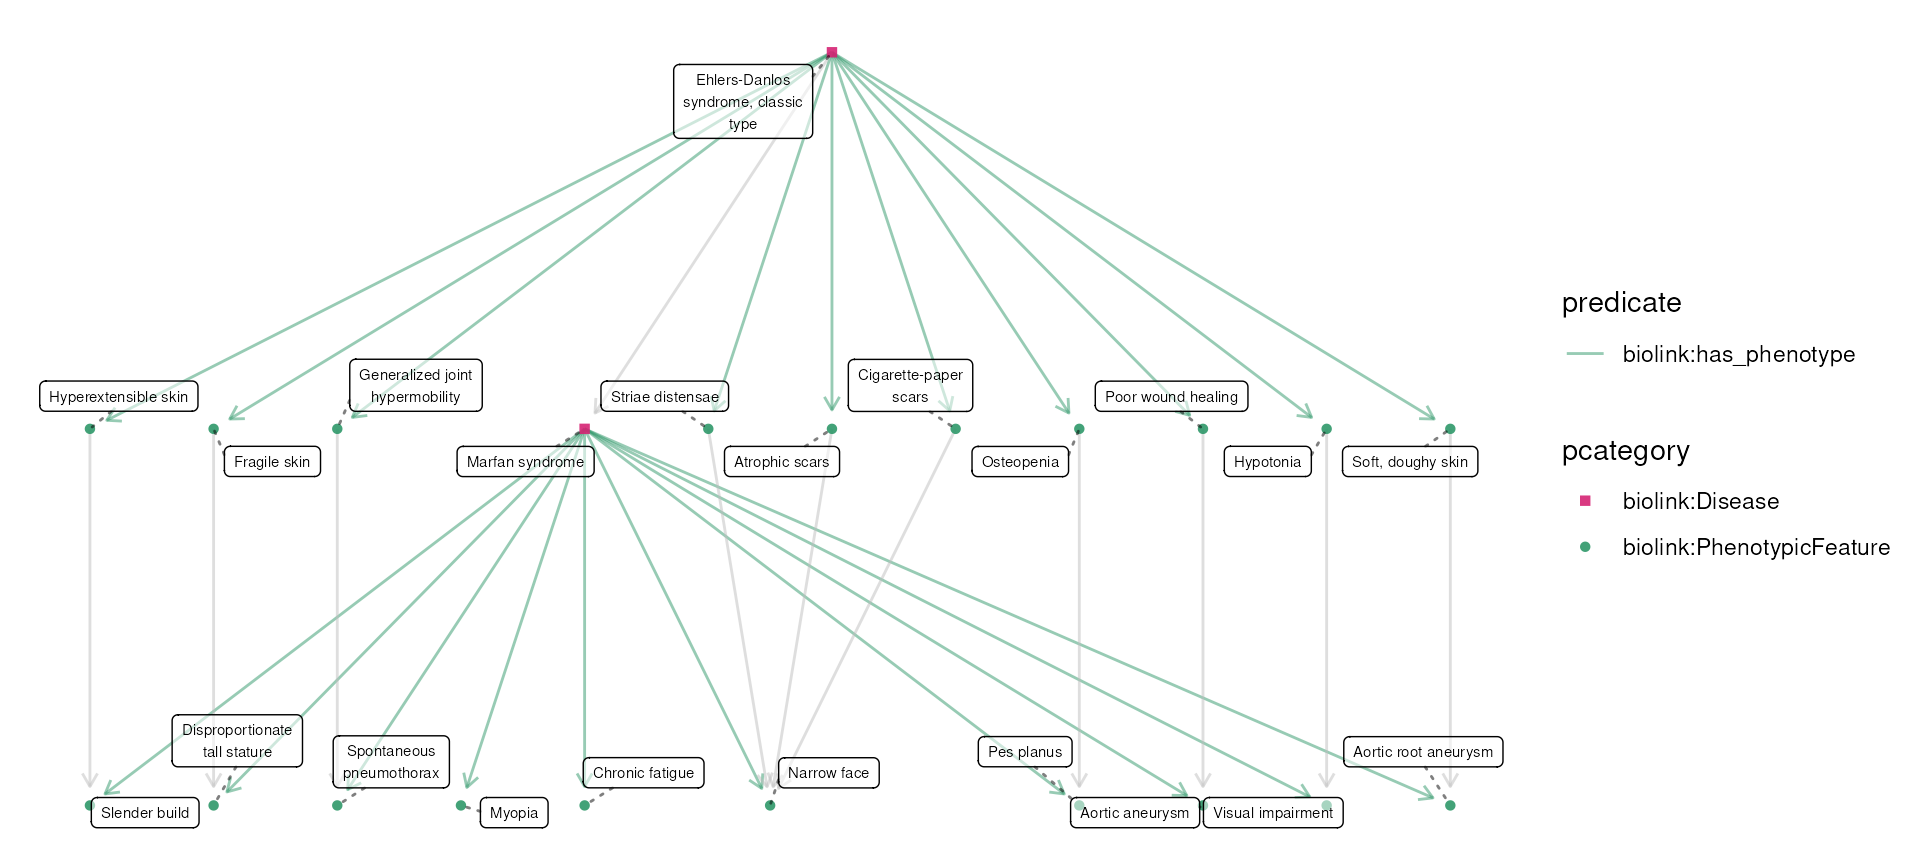 Ehlers-Danlos
syndrome, classic
type
Hyperextensible skin
Generalized joint
hypermobility
Striae distensae
Cigarette-paper
scars
Poor wound healing
Fragile skin
Marfan syndrome
Atrophic scars
Osteopenia
Hypotonia
Soft, doughy skin
Disproportionate
tall stature
Spontaneous
pneumothorax
Chronic fatigue
Narrow face
Pes planus
Aortic root aneurysm
Slender build
Myopia
Aortic aneurysm
Visual impairment
predicate
biolink:has_phenotype
pcategory
biolink:Disease
biolink:PhenotypicFeature